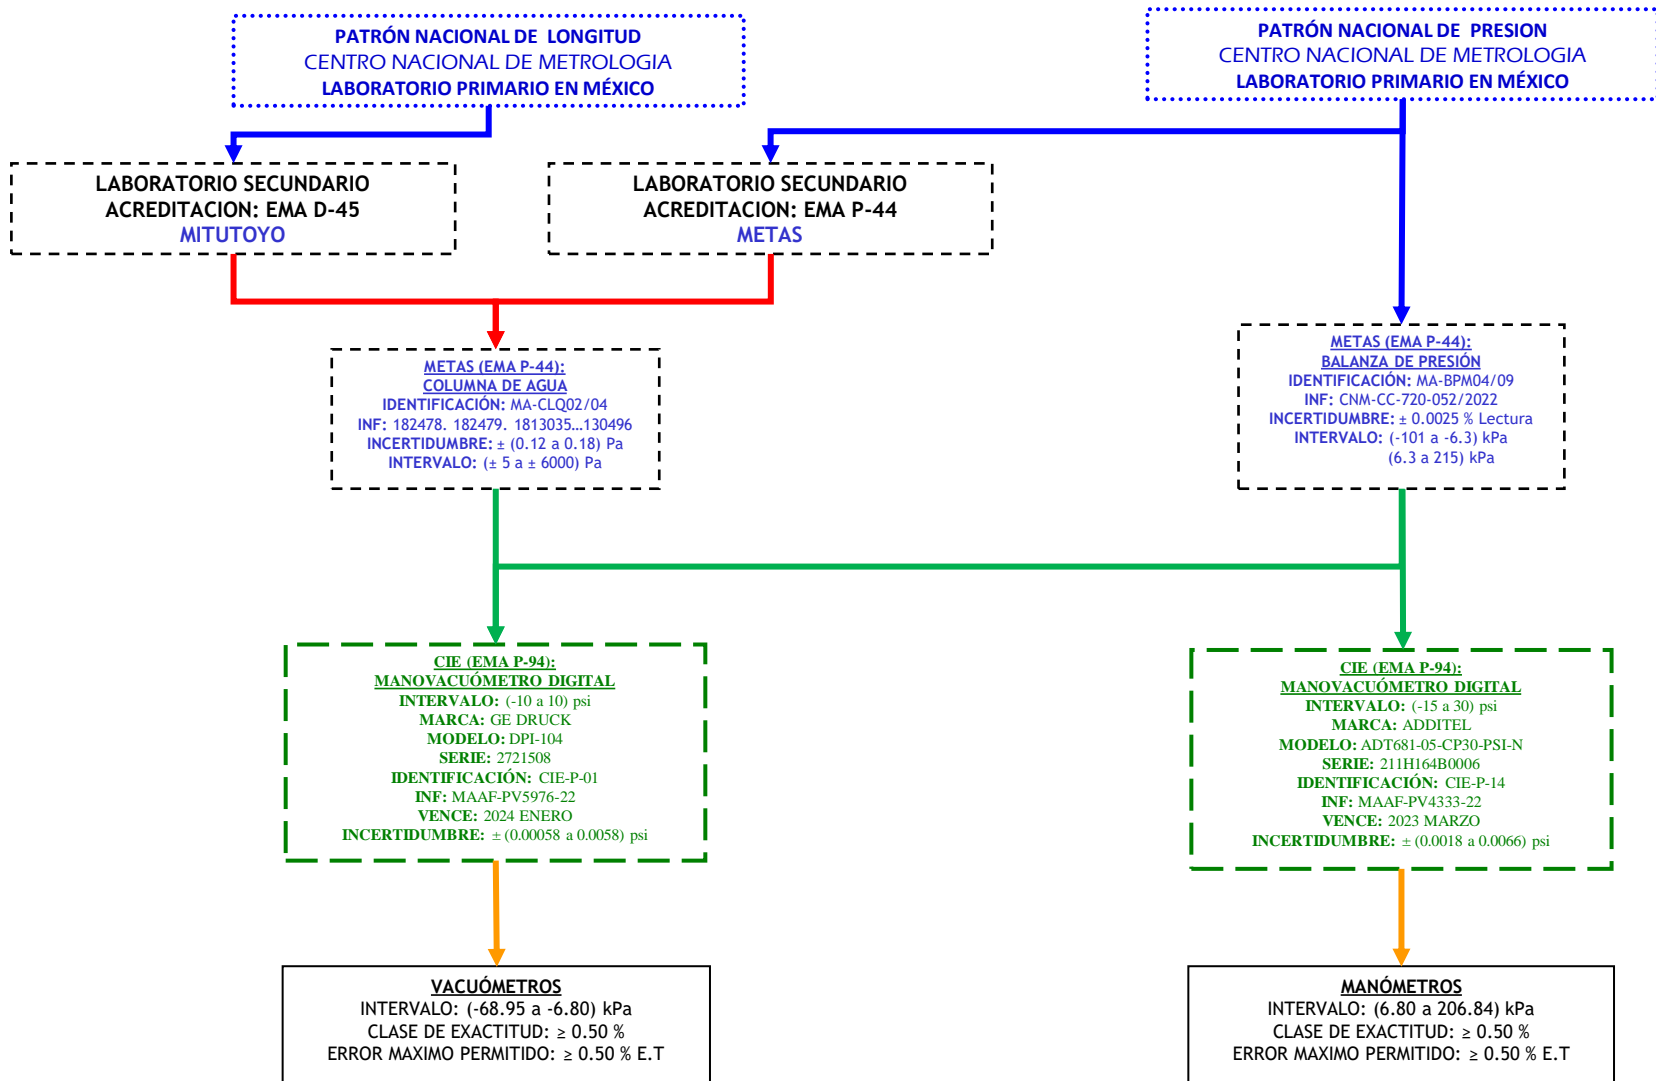 PATRÓN NACIONAL DE LONGITUD
CENTRO NACIONAL DE METROLOGIA
LABORATORIO PRIMARIO EN MÉXICO
PATRÓN NACIONAL DE PRESION
CENTRO NACIONAL DE METROLOGIA
LABORATORIO PRIMARIO EN MÉXICO
LABORATORIO SECUNDARIO
ACREDITACION: EMA D-45
MITUTOYO
LABORATORIO SECUNDARIO
ACREDITACION: EMA P-44
METAS
METAS (EMA P-44):
COLUMNA DE AGUA
IDENTIFICACIÓN: MA-CLQ02/04
INF: 182478. 182479. 1813035…130496
INCERTIDUMBRE: ± (0.12 a 0.18) Pa
INTERVALO: (± 5 a ± 6000) Pa
METAS (EMA P-44):
BALANZA DE PRESIÓN
IDENTIFICACIÓN: MA-BPM04/09
INF: CNM-CC-720-052/2022
INCERTIDUMBRE: ± 0.0025 % Lectura
INTERVALO: (-101 a -6.3) kPa
(6.3 a 215) kPa
CIE (EMA P-94):
MANOVACUÓMETRO DIGITAL
INTERVALO: (-10 a 10) psi
MARCA: GE DRUCK
MODELO: DPI-104
SERIE: 2721508
IDENTIFICACIÓN: CIE-P-01
INF: MAAF-PV5976-22
VENCE: 2024 ENERO
INCERTIDUMBRE: ± (0.00058 a 0.0058) psi
CIE (EMA P-94):
MANOVACUÓMETRO DIGITAL
INTERVALO: (-15 a 30) psi
MARCA: ADDITEL
MODELO: ADT681-05-CP30-PSI-N
SERIE: 211H164B0006
IDENTIFICACIÓN: CIE-P-14
INF: MAAF-PV4333-22
VENCE: 2023 MARZO
INCERTIDUMBRE: ± (0.0018 a 0.0066) psi
VACUÓMETROS
INTERVALO: (-68.95 a -6.80) kPa
CLASE DE EXACTITUD: ≥ 0.50 %
ERROR MAXIMO PERMITIDO: ≥ 0.50 % E.T
MANÓMETROS
INTERVALO: (6.80 a 206.84) kPa
CLASE DE EXACTITUD: ≥ 0.50 %
ERROR MAXIMO PERMITIDO: ≥ 0.50 % E.T